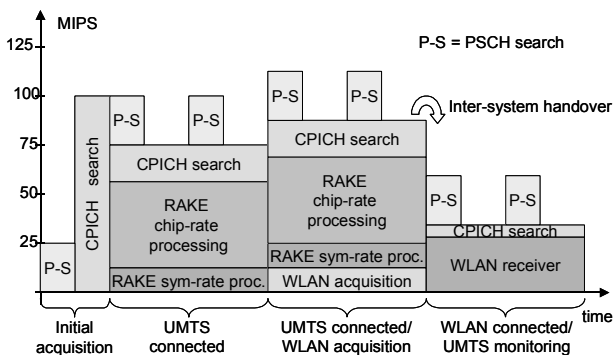 MIPS
125
100
75
50
25
P-S = PSCH search
Inter-system handover
P-S
CPICH search
P-S
P-S
CPICH search
RAKE
chip-rate
processing
RAKE sym-rate proc.
P-S
P-S
CPICH search
RAKE
chip-rate
processing
RAKE sym-rate proc.
WLAN acquisition
P-S
P-S
CPICH search
WLAN receiver
time
Initial
acquisition
UMTS
connected
UMTS connected/
WLAN acquisition
WLAN connected/
UMTS monitoring